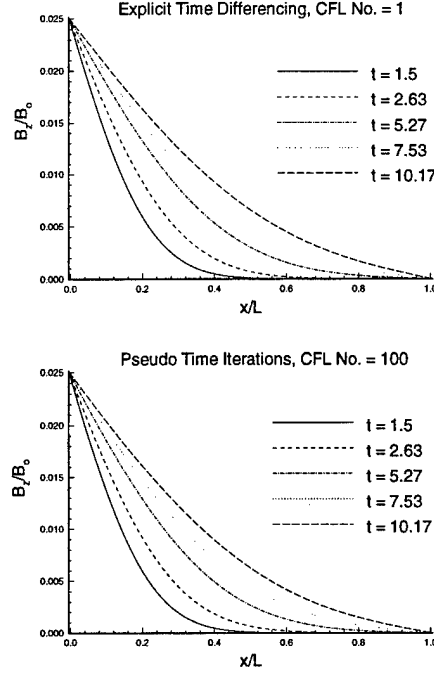 Explicit Time Differencing, CFL No. = 1
0.025
0.020
0.015
0.010
0.005
0.000
B_z/B_o
t = 1.5
t = 2.63
t = 5.27
t = 7.53
t = 10.17
0.0 0.2 0.4 0.6 0.8 1.0
x/L
Pseudo Time Iterations, CFL No. = 100
0.025
0.020
0.015
0.010
0.005
0.000
B_z/B_o
t = 1.5
t = 2.63
t = 5.27
t = 7.53
t = 10.17
0.0 0.2 0.4 0.6 0.8 1.0
x/L